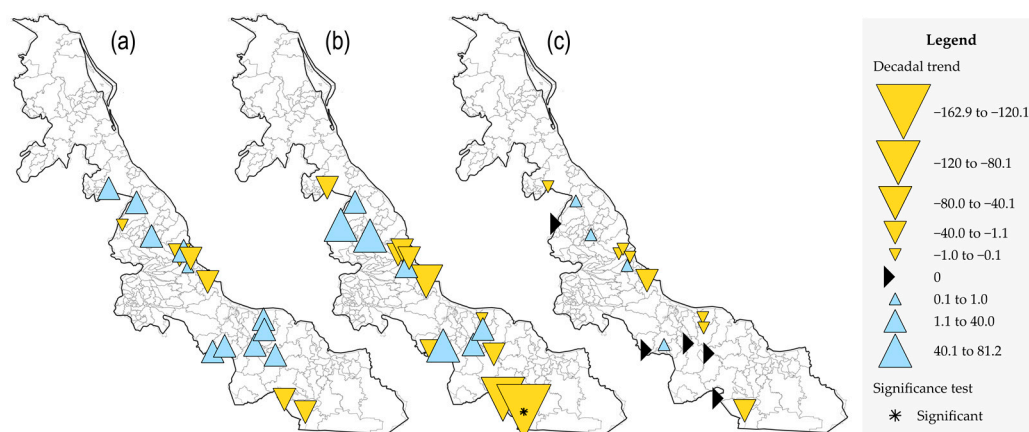 (a)
(b)
(c)
Legend
Decadal trend
−162.9 to −120.1
−120 to −80.1
−80.0 to −40.1
−40.0 to −1.1
−1.0 to −0.1
0
0.1 to 1.0
1.1 to 40.0
40.1 to 81.2
Significance test
* Significant